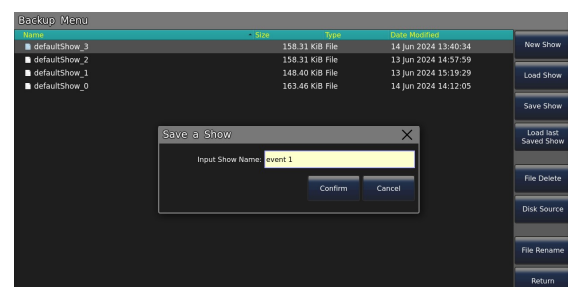 Backup Menu
Name Size Type Date Modified
defaultShow_3 158.31 KiB File 14 Jun 2024 13:40:34
defaultShow_2 158.31 KiB File 13 Jun 2024 14:57:59
defaultShow_1 148.40 KiB File 13 Jun 2024 15:19:29
defaultShow_0 163.46 KiB File 14 Jun 2024 14:12:05
Save a Show
Input Show Name: event 1
Confirm Cancel
New Show
Load Show
Save Show
Load last
Saved Show
File Delete
Disk Source
File Rename
Return